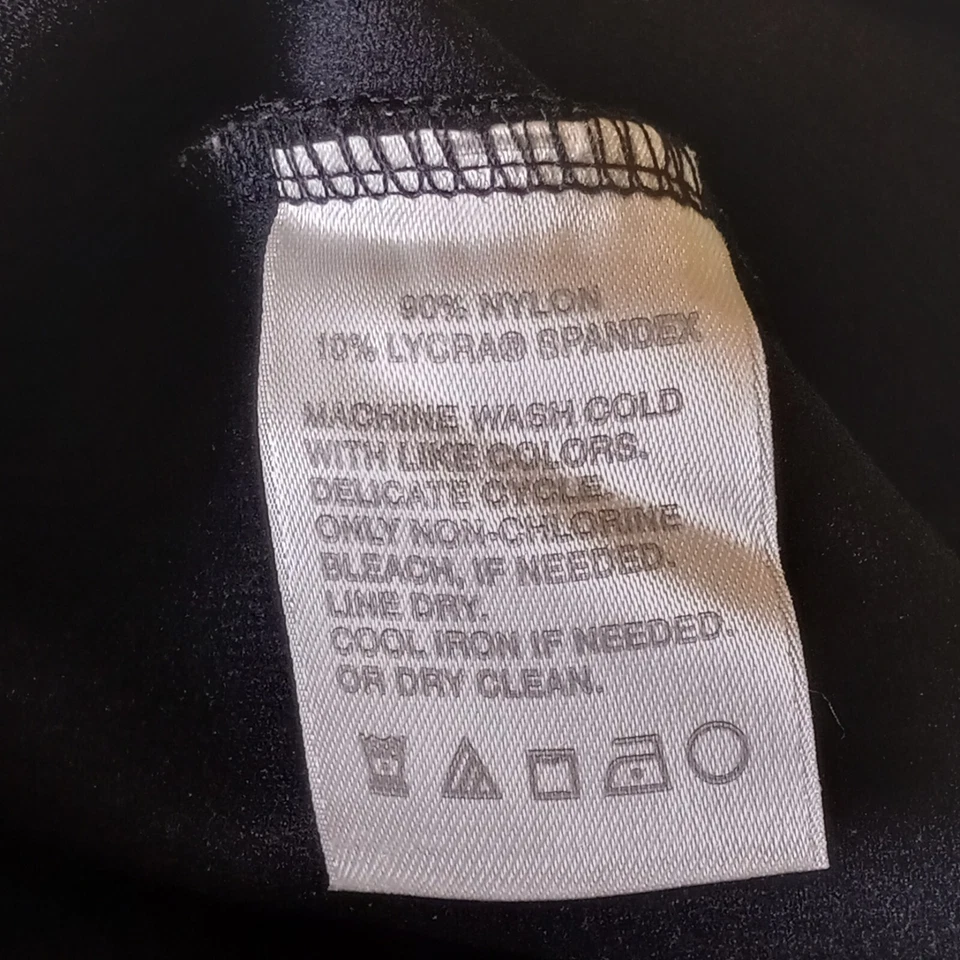 90% NYLON
10% LYCRA® SPANDEX
MACHINE WASH COLD
WITH LIKE COLORS.
DELICATE CYCLE.
ONLY NON-CHLORINE
BLEACH, IF NEEDED.
LINE DRY.
COOL IRON IF NEEDED.
OR DRY CLEAN.